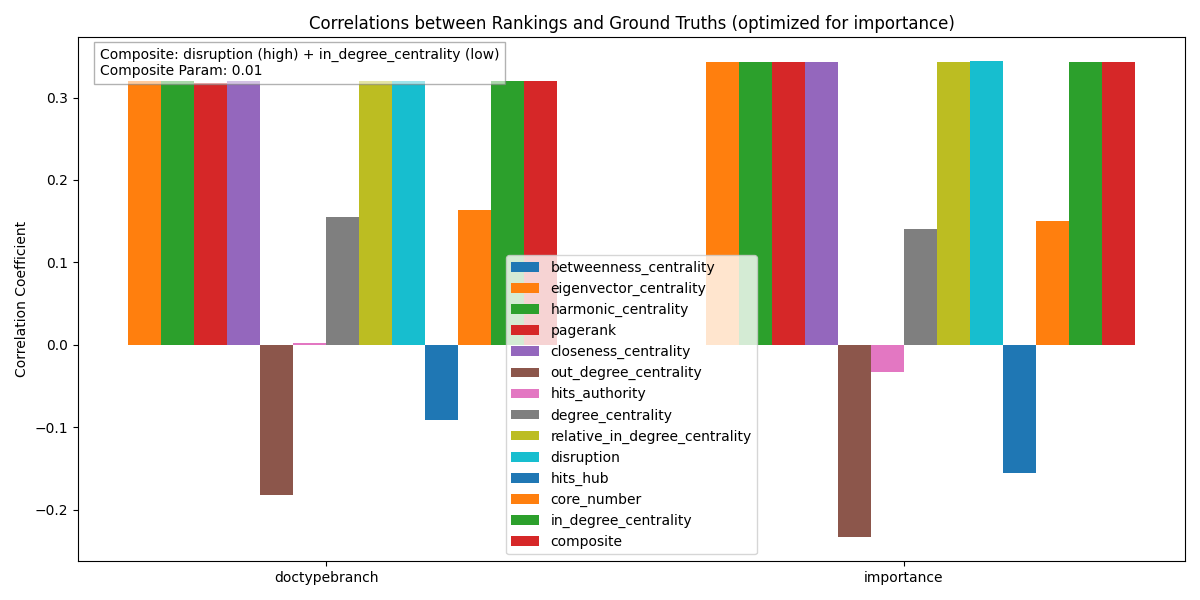 Correlations between Rankings and Ground Truths (optimized for importance)
Composite: disruption (high) + in_degree_centrality (low)
Composite Param: 0.01
Correlation Coefficient
0.3
0.2
0.1
0.0
−0.1
−0.2
betweenness_centrality
eigenvector_centrality
harmonic_centrality
pagerank
closeness_centrality
out_degree_centrality
hits_authority
degree_centrality
relative_in_degree_centrality
disruption
hits_hub
core_number
in_degree_centrality
composite
doctypebranch
importance